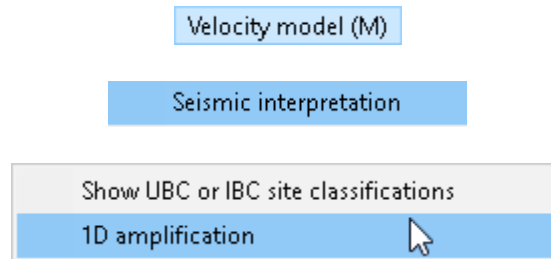 Velocity model (M)
Seismic interpretation
Show UBC or IBC site classifications
1D amplification